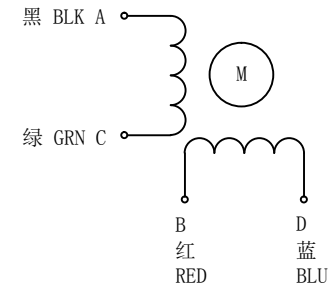 黑 BLK A
M
绿 GRN C
B D
红 蓝
RED BLU